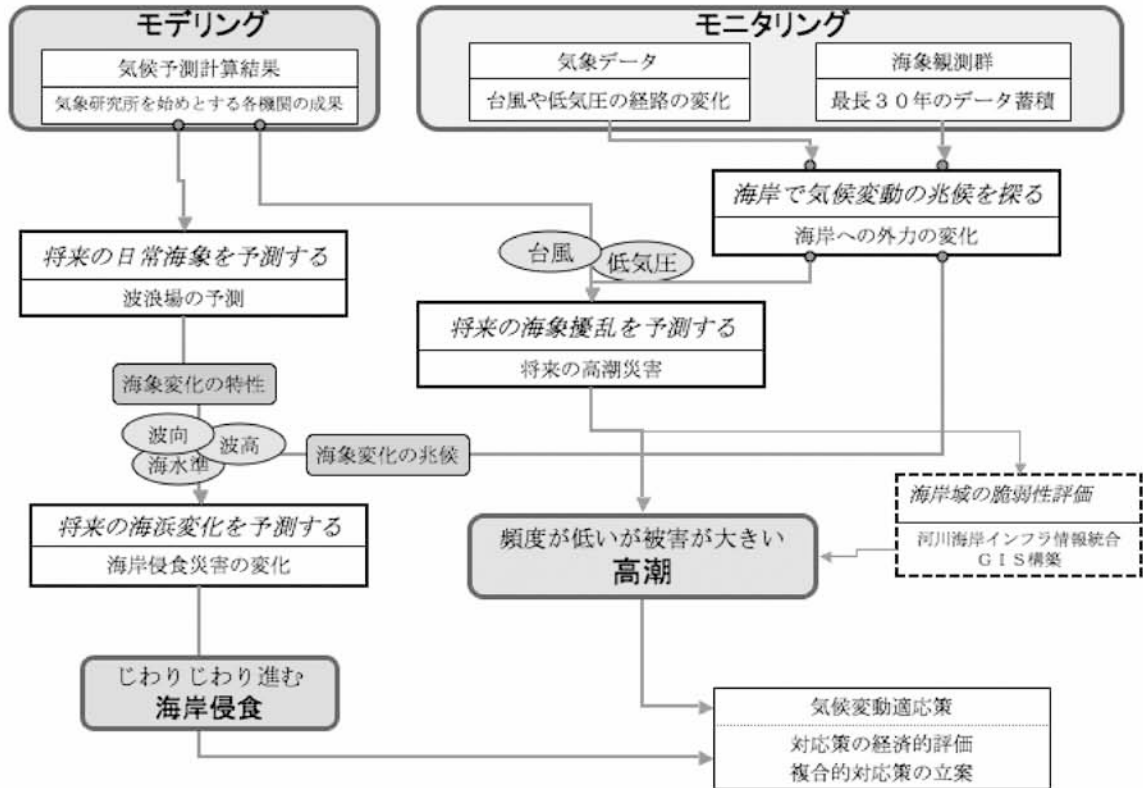 モデリング
気候予測計算結果
気象研究所を始めとする各機関の成果
モニタリング
気象データ
台風や低気圧の経路の変化
海象観測群
最長３０年のデータ蓄積
海岸で気候変動の兆候を探る
海岸への外力の変化
将来の日常海象を予測する
波浪場の予測
台風
低気圧
将来の海象擾乱を予測する
将来の高潮災害
海象変化の特性
波向
波高
海水準
海象変化の兆候
海岸域の脆弱性評価
河川海岸インフラ情報統合
ＧＩＳ構築
将来の海浜変化を予測する
海岸侵食災害の変化
頻度が低いが被害が大きい
高潮
じわりじわり進む
海岸侵食
気候変動適応策
対応策の経済的評価
複合的対応策の立案